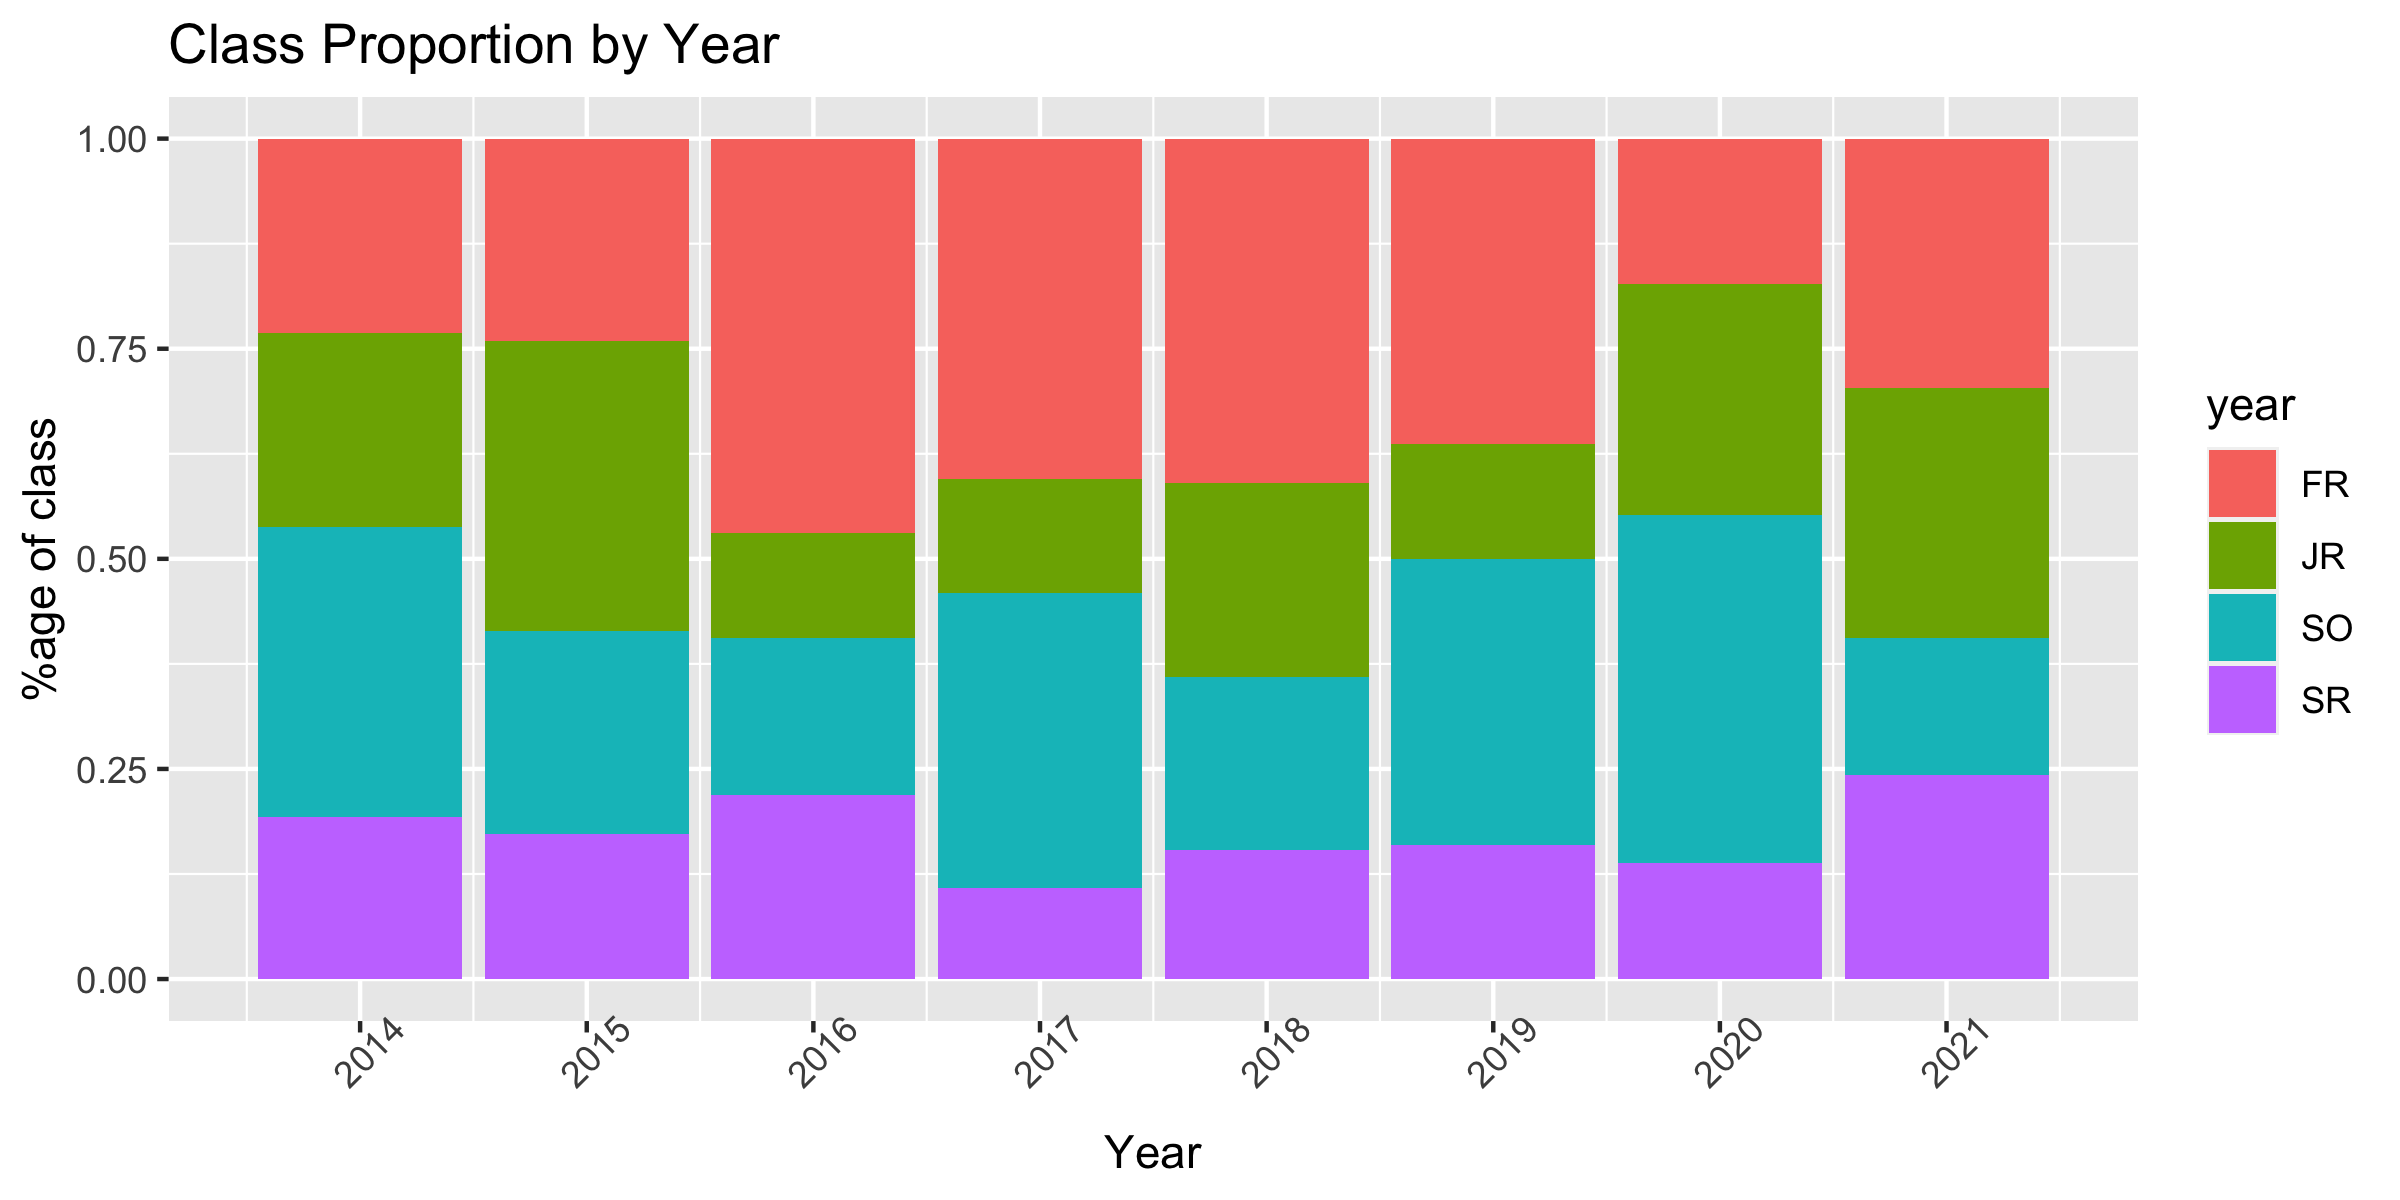 Class Proportion by Year
%age of class
1.00
0.75
0.50
0.25
0.00
2014
2015
2016
2017
2018
2019
2020
2021
Year
year
FR
JR
SO
SR